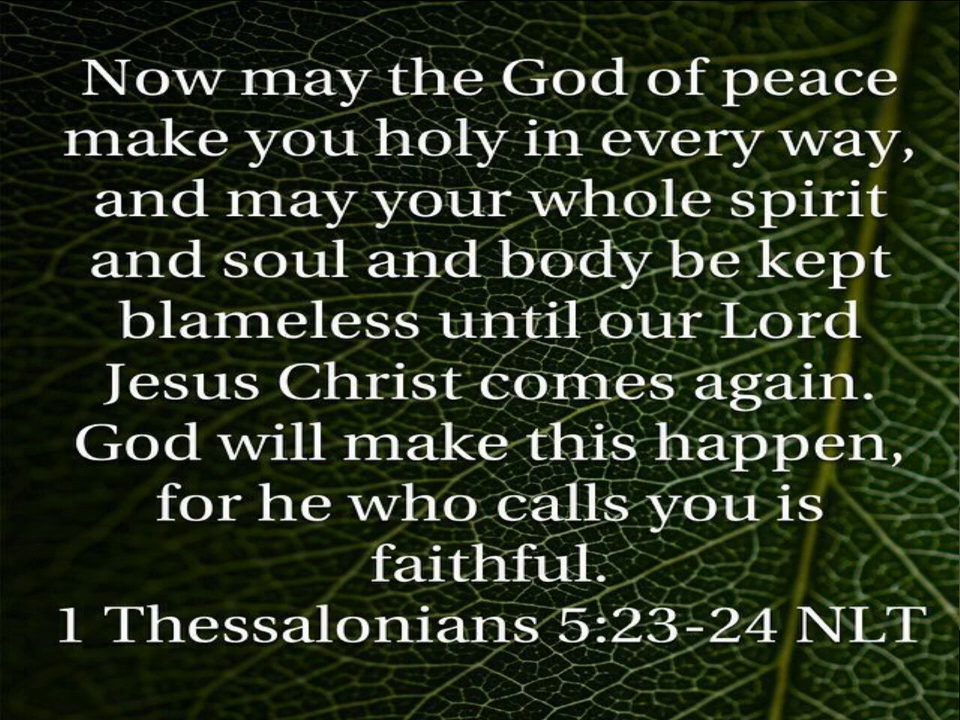 Now may the God of peace
make you holy in every way,
and may your whole spirit
and soul and body be kept
blameless until our Lord
Jesus Christ comes again.
God will make this happen,
for he who calls you is
faithful.
1 Thessalonians 5:23-24 NLT